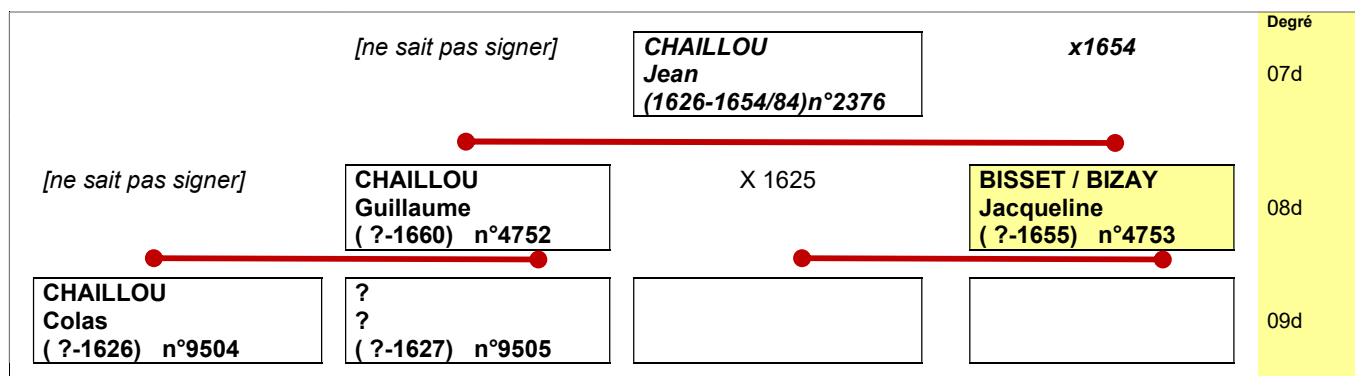 Degré
[ne sait pas signer]
CHAILLOU
Jean
(1626-1654/84)n°2376
x1654
07d
[ne sait pas signer]
CHAILLOU
Guillaume
( ?-1660) n°4752
X 1625
BISSET / BIZAY
Jacqueline
( ?-1655) n°4753
08d
CHAILLOU
Colas
( ?-1626) n°9504
?
?
( ?-1627) n°9505
09d